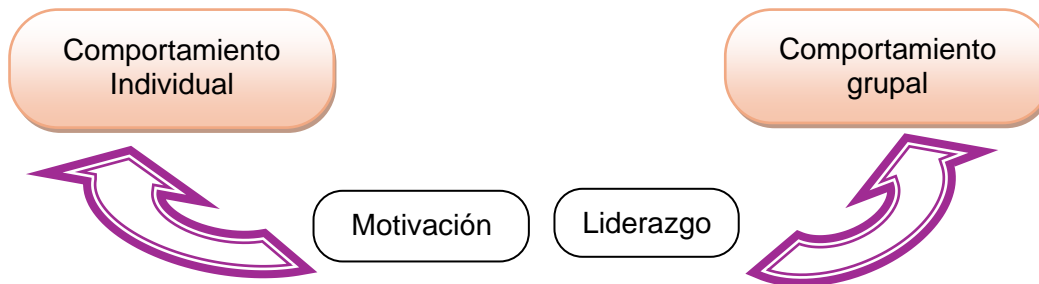 Comportamiento
Individual
Comportamiento
grupal
Motivación
Liderazgo